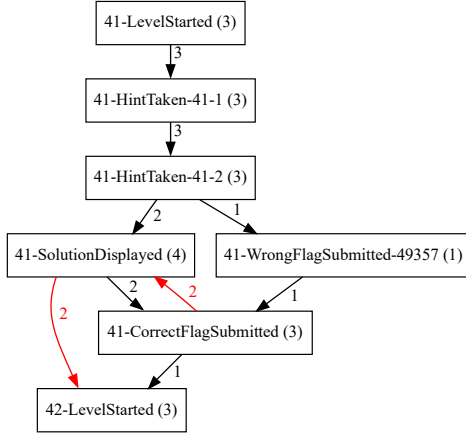 41-LevelStarted (3)
3
41-HintTaken-41-1 (3)
3
41-HintTaken-41-2 (3)
2
1
41-SolutionDisplayed (4)
41-WrongFlagSubmitted-49357 (1)
2
2
2
1
41-CorrectFlagSubmitted (3)
1
42-LevelStarted (3)